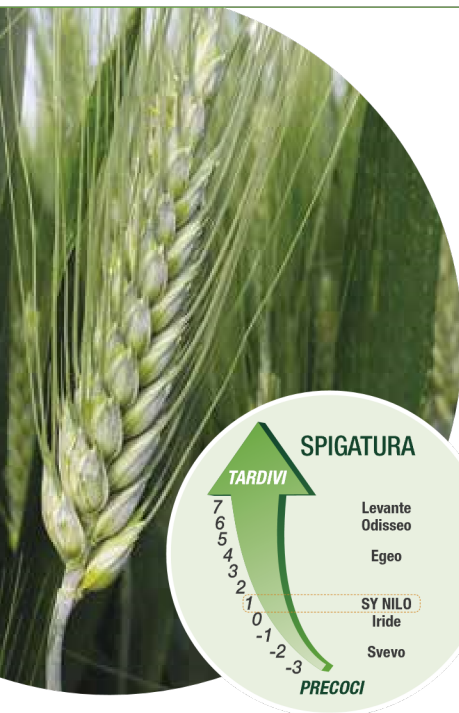 SPIGATURA
TARDIVI
7
6
5
4
3
2
1
0
-1
-2
-3
Levante
Odisseo
Egeo
SY NILO
Iride
Svevo
PRECOCI